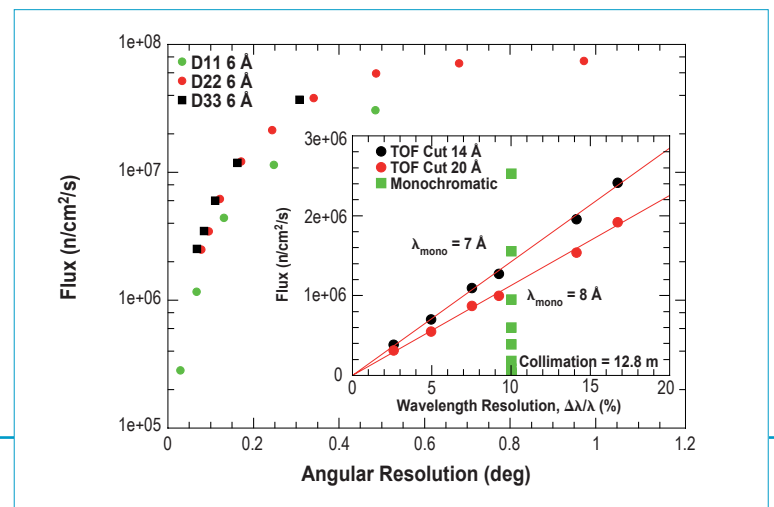 1e+08
1e+07
1e+06
1e+05
Flux (n/cm²/s)
D11 6 Å
D22 6 Å
D33 6 Å
0
0.2
0.4
0.6
0.8
1
1.2
Angular Resolution (deg)
3e+06
2e+06
1e+06
0
Flux (n/cm²/s)
TOF Cut 14 Å
TOF Cut 20 Å
Monochromatic
λmono = 7 Å
λmono = 8 Å
Collimation = 12.8 m
0
5
10
15
20
Wavelength Resolution, Δλ/λ (%)